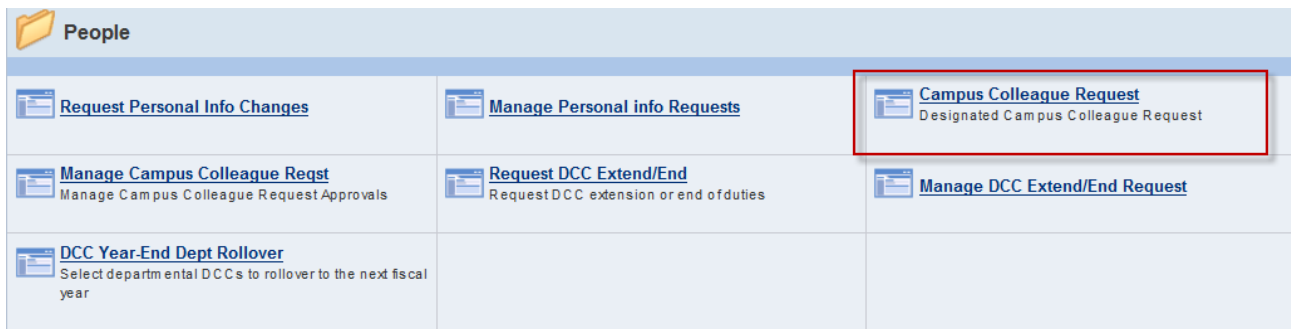 People
Request Personal Info Changes
Manage Personal info Requests
Campus Colleague Request
Designated Campus Colleague Request
Manage Campus Colleague Reqst
Manage Campus Colleague Request Approvals
Request DCC Extend/End
Request DCC extension or end of duties
Manage DCC Extend/End Request
DCC Year-End Dept Rollover
Select departmental DCCs to rollover to the next fiscal
year